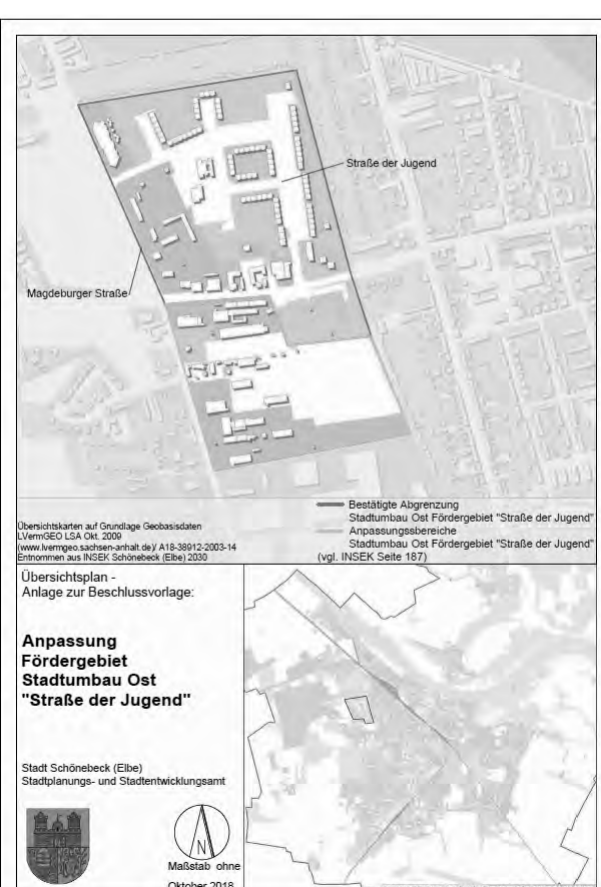 Straße der Jugend
Magdeburger Straße
Bestätigte Abgrenzung
Stadtumbau Ost Fördergebiet "Straße der Jugend"
Anpassungssbereiche
Stadtumbau Ost Fördergebiet "Straße der Jugend"
(vgl. INSEK Seite 187)
Übersichtskarten auf Grundlage Geobasisdaten
LVermGEO LSA Okt. 2009
(www.lvermgeo.sachsen-anhalt.de)/ A18-38912-2003-14
Entnommen aus INSEK Schönebeck (Elbe) 2030
Übersichtsplan -
Anlage zur Beschlussvorlage:
Anpassung
Fördergebiet
Stadtumbau Ost
"Straße der Jugend"
Stadt Schönebeck (Elbe)
Stadtplanungs- und Stadtentwicklungsamt
N
Maßstab ohne
Oktober 2018